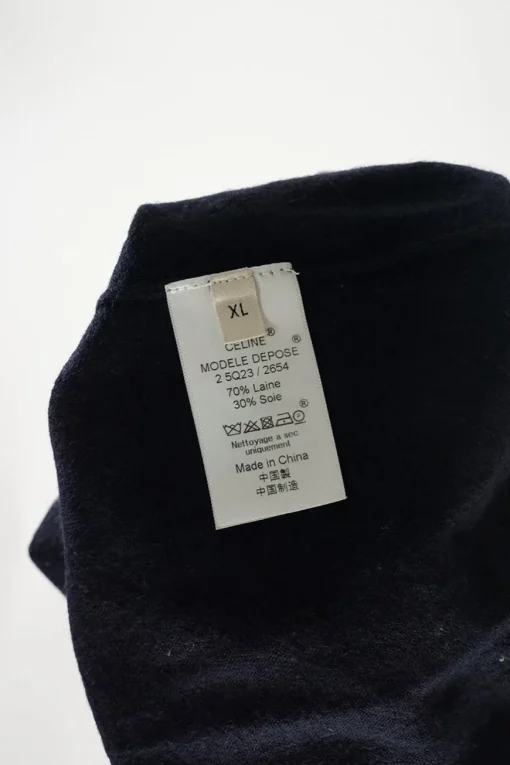 XL
CELINE®
MODELE DEPOSE ®
2 5Q23 / 2654
70% Laine
30% Soie
®
Nettoyage a sec
uniquement
Made in China
中国製
中国制造